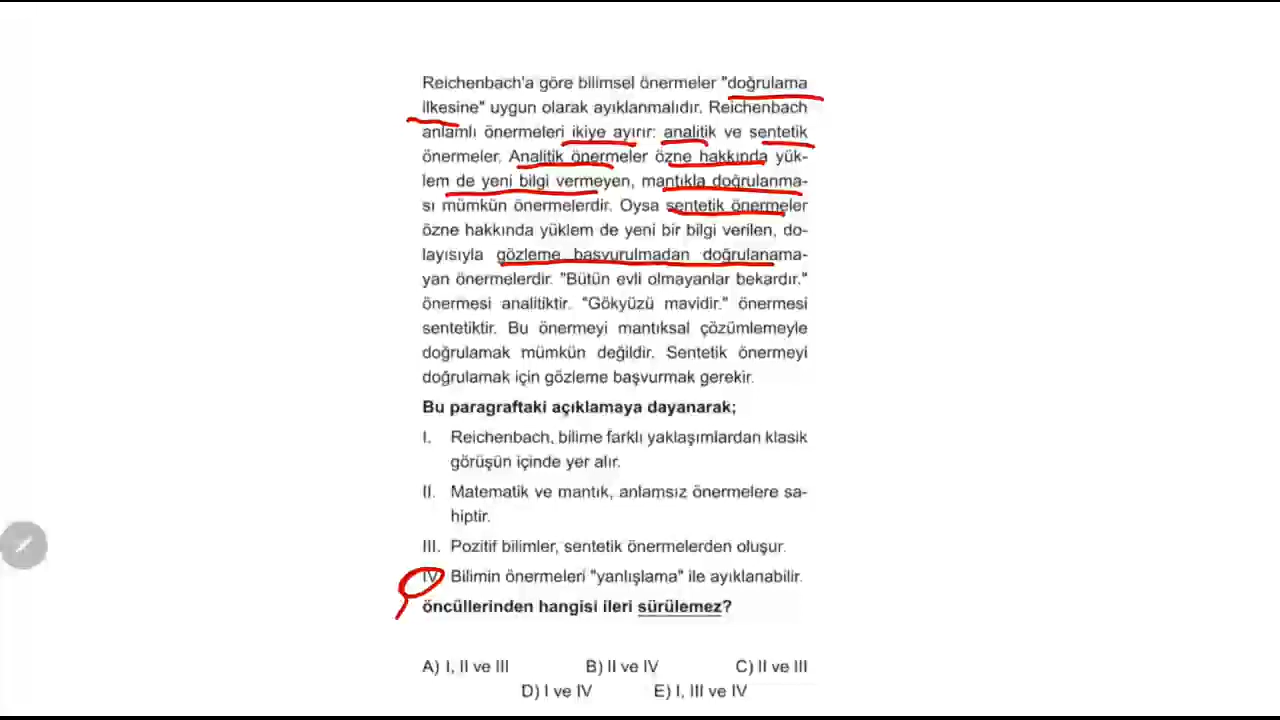 Reichenbach'a göre bilimsel önermeler "doğrulama
ilkesine" uygun olarak ayıklanmalıdır. Reichenbach
anlamlı önermeleri ikiye ayırır: analitik ve sentetik
önermeler. Analitik önermeler özne hakkında yük-
lem de yeni bilgi vermeyen, mantıkla doğrulanma-
sı mümkün önermelerdir. Oysa sentetik önermeler
özne hakkında yüklem de yeni bir bilgi verilen, do-
layısıyla gözleme başvurulmadan doğrulanama-
yan önermelerdir. "Bütün evli olmayanlar bekardır."
önermesi analitiktir. "Gökyüzü mavidir." önermesi
sentetiktir. Bu önermeyi mantıksal çözümlemeyle
doğrulamak mümkün değildir. Sentetik önermeyi
doğrulamak için gözleme başvurmak gerekir.
Bu paragraftaki açıklamaya dayanarak;
I. Reichenbach, bilime farklı yaklaşımlardan klasik
görüşün içinde yer alır.
II. Matematik ve mantık, anlamsız önermelere sa-
hiptir.
III. Pozitif bilimler, sentetik önermelerden oluşur.
IV. Bilimin önermeleri "yanlışlama" ile ayıklanabilir.
öncüllerinden hangisi ileri sürülemez?
A) I, II ve III B) II ve IV C) II ve III
D) I ve IV E) I, III ve IV